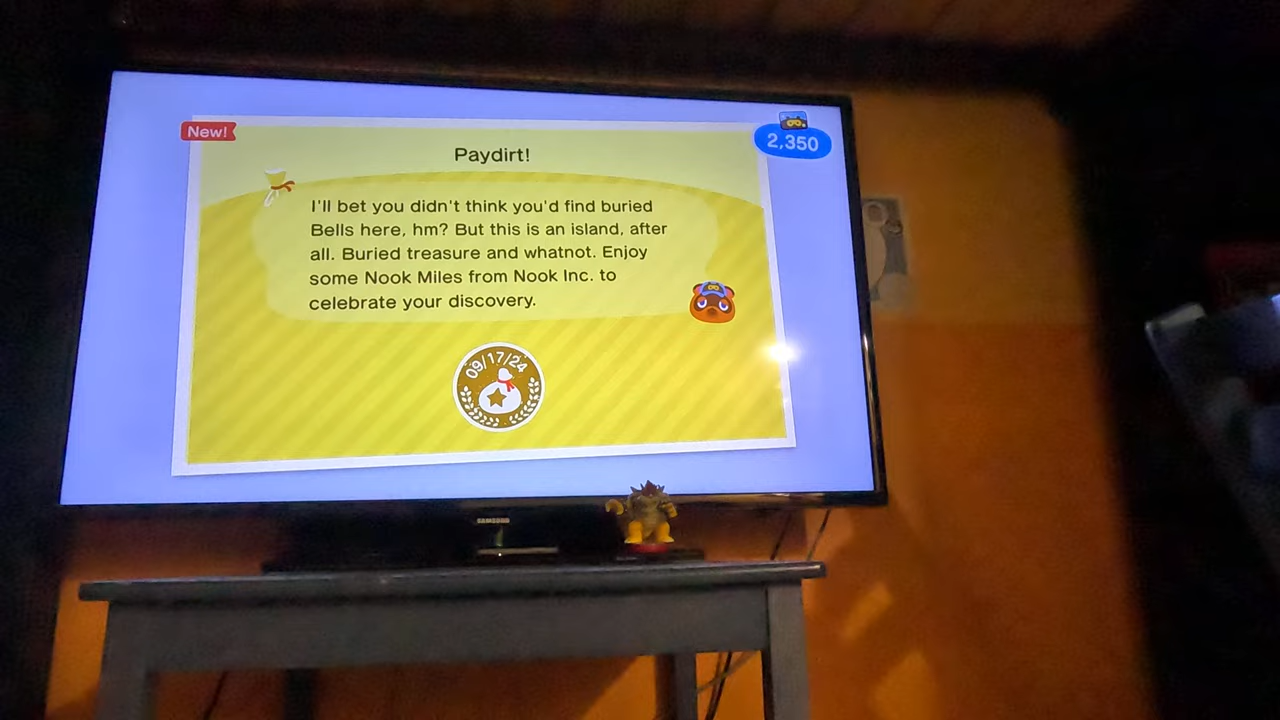 New!
2,350
Paydirt!
I'll bet you didn't think you'd find buried
Bells here, hm? But this is an island, after
all. Buried treasure and whatnot. Enjoy
some Nook Miles from Nook Inc. to
celebrate your discovery.
09/17/24
SAMSUNG